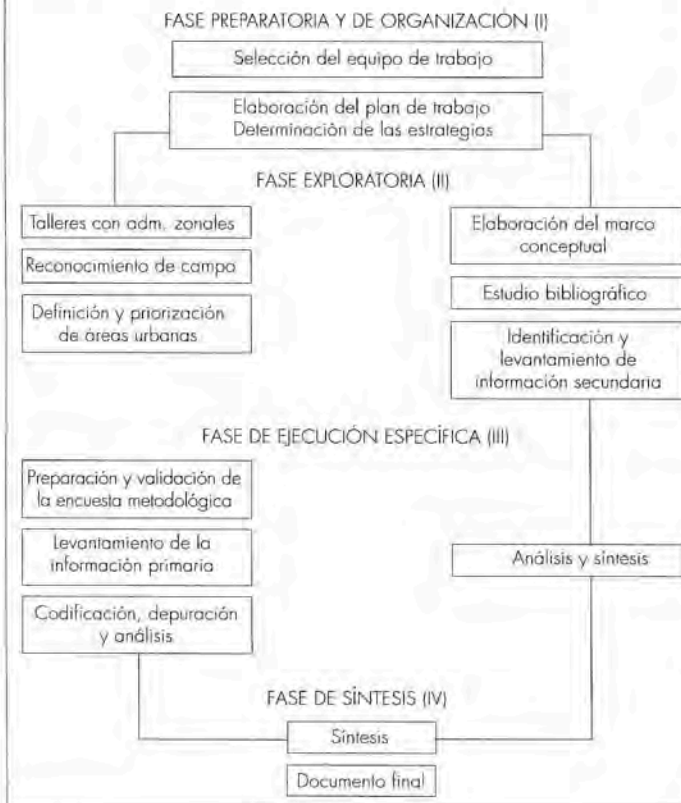 FASE PREPARATORIA Y DE ORGANIZACIÓN (I)
Selección del equipo de trabajo
Elaboración del plan de trabajo
Determinación de las estrategias
FASE EXPLORATORIA (II)
Talleres con adm. zonales
Reconocimiento de campo
Definición y priorización
de áreas urbanas
Elaboración del marco
conceptual
Estudio bibliográfico
Identificación y
levantamiento de
información secundaria
FASE DE EJECUCIÓN ESPECÍFICA (III)
Preparación y validación de
la encuesta metodológica
Levantamiento de la
información primaria
Codificación, depuración
y análisis
Análisis y síntesis
FASE DE SÍNTESIS (IV)
Síntesis
Documento final